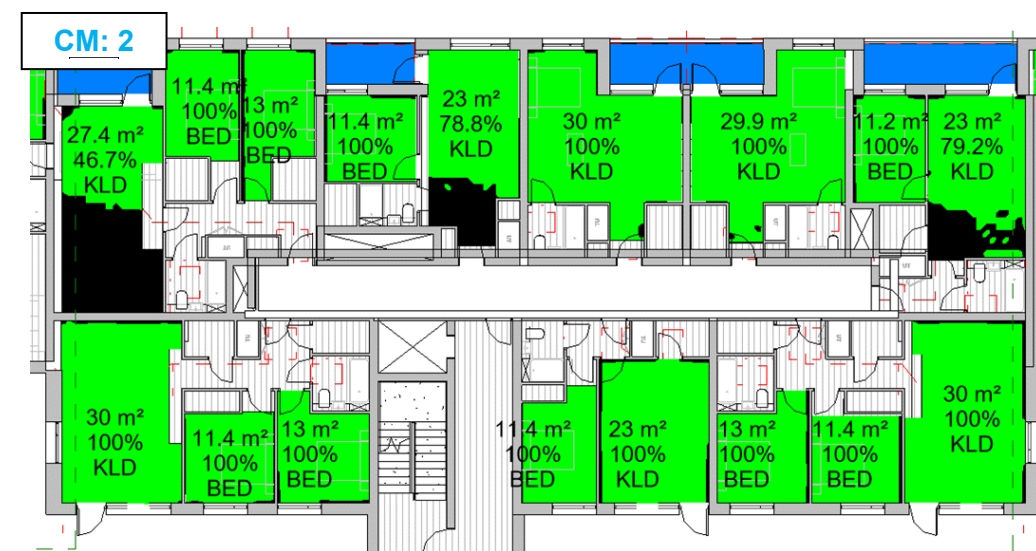 CM: 2
27.4 m²
46.7%
KLD
11.4 m²
100%
BED
13 m²
100%
BED
11.4 m²
100%
BED
23 m²
78.8%
KLD
30 m²
100%
KLD
29.9 m²
100%
KLD
11.2 m²
100%
BED
23 m²
79.2%
KLD
30 m²
100%
KLD
11.4 m²
100%
BED
13 m²
100%
BED
11.4 m²
100%
BED
23 m²
100%
KLD
13 m²
100%
BED
11.4 m²
100%
BED
30 m²
100%
KLD